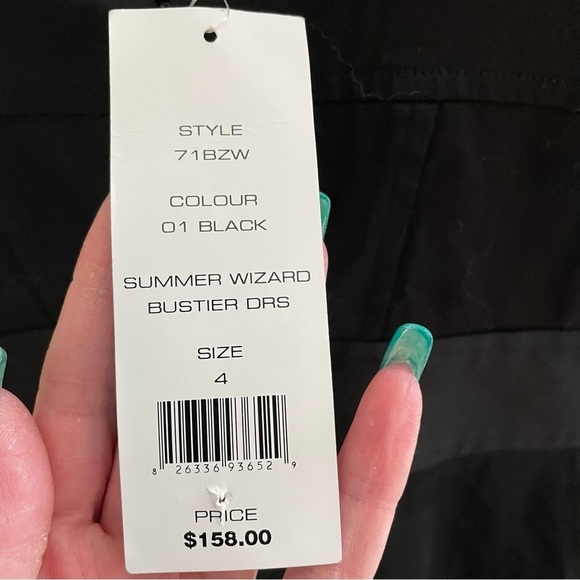 STYLE
71BZW
COLOUR
01 BLACK
SUMMER WIZARD
BUSTIER DRS
SIZE
4
8 26336 93652 9
PRICE
$158.00